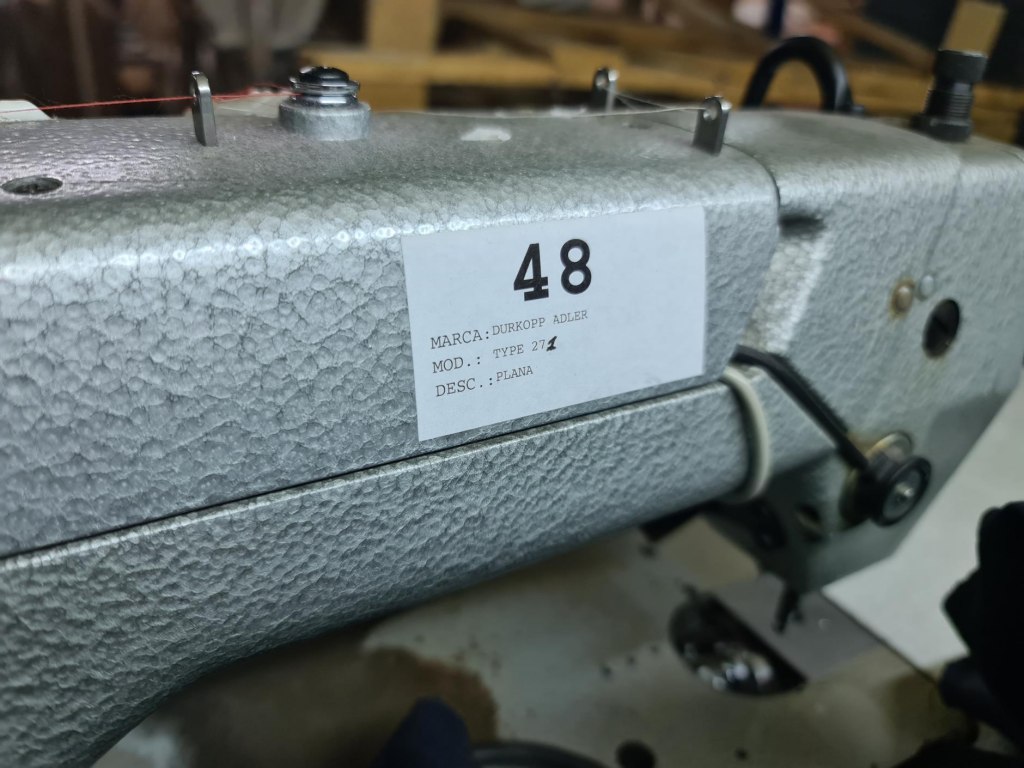 48
MARCA: DURKOPP ADLER
MOD.: TYPE 271
DESC.: PLANA